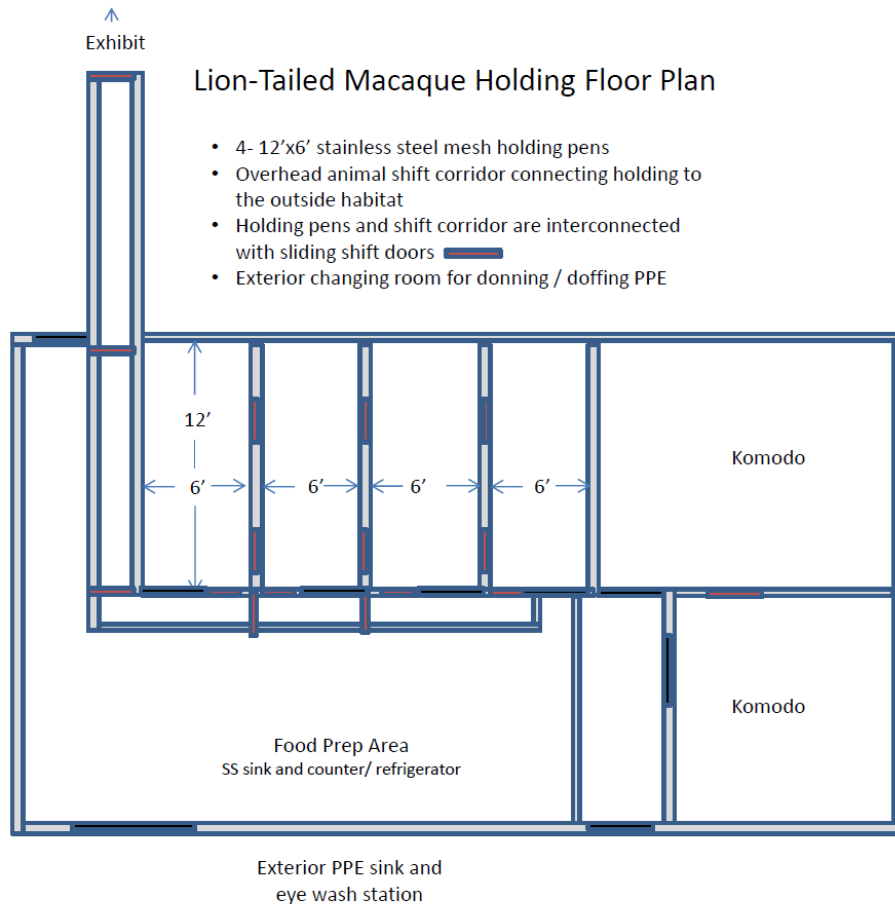 Exhibit
Lion-Tailed Macaque Holding Floor Plan
• 4- 12’x6’ stainless steel mesh holding pens
• Overhead animal shift corridor connecting holding to
the outside habitat
• Holding pens and shift corridor are interconnected
with sliding shift doors
• Exterior changing room for donning / doffing PPE
12’
6’
6’
6’
6’
Komodo
Komodo
Food Prep Area
SS sink and counter/ refrigerator
Exterior PPE sink and
eye wash station